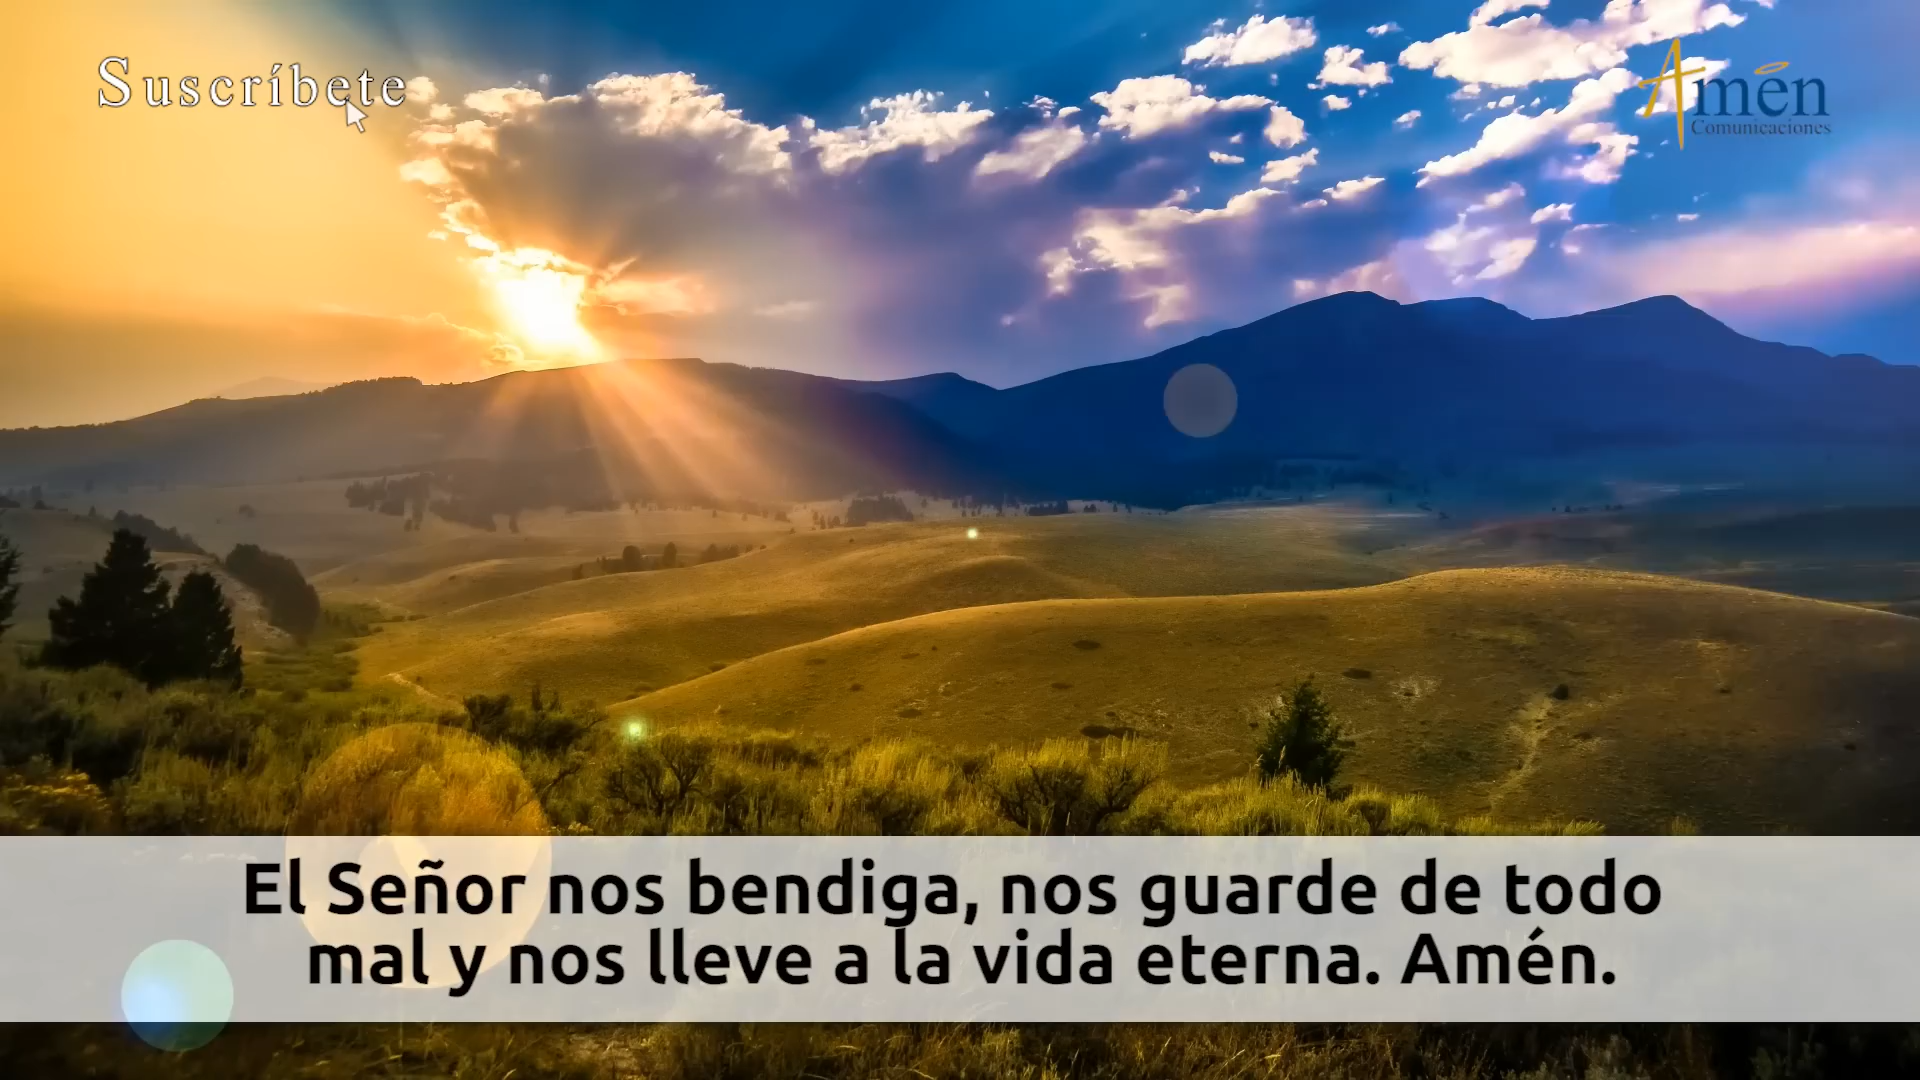 Suscríbete
Amén
Comunicaciones
El Señor nos bendiga, nos guarde de todo
mal y nos lleve a la vida eterna. Amén.